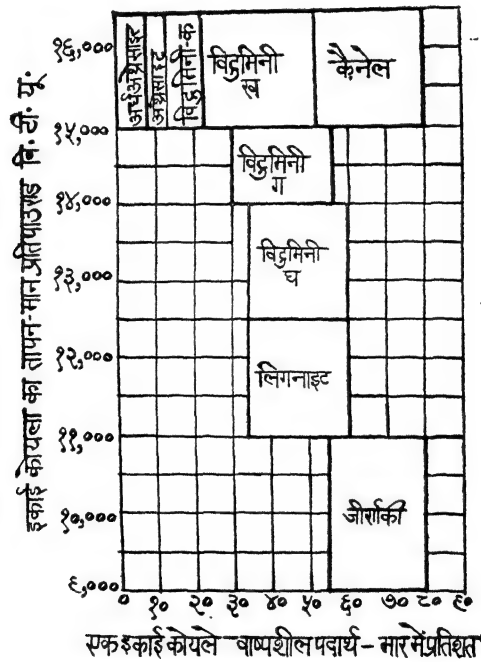 इकाई कोयला का तापन-मान प्रतिपाउण्ड बि. टी. यू.
१६,०००
१५,०००
१४,०००
१३,०००
१२,०००
११,०००
१०,०००
९,०००
अर्धअंथ्रेसाइट
अंथ्रेसाइट
विटुमिनी-क
विटुमिनी
ख
कैनेल
विटुमिनी
ग
विटुमिनी
घ
लिगनाइट
जीर्णकी
० १० २० ३० ४० ५० ६० ७० ८० ९०
एक इकाई कोयले वाष्पशील पदार्थ – भार में प्रतिशत